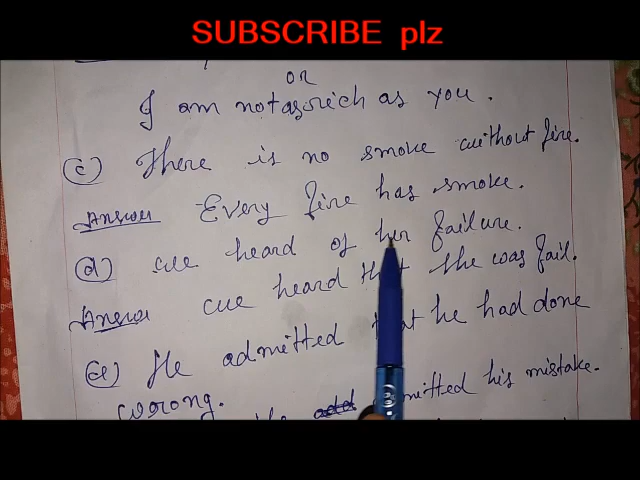 SUBSCRIBE plz
or
I am not as rich as you.
(c) There is no smoke without fire.
Answer Every fire has smoke.
(d) we heard of her failure.
Answer we heard that she was fail.
(e) He admitted that he had done
wrong.
admitted his mistake.